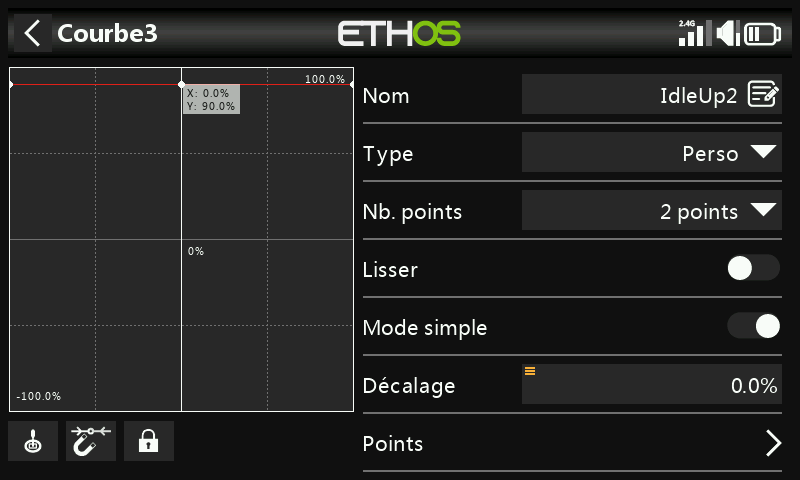 Courbe3
ETHOS
2.4G
100.0%
X: 0.0%
Y: 90.0%
0%
-100.0%
Nom IdleUp2
Type Perso
Nb. points 2 points
Lisser
Mode simple
Décalage 0.0%
Points